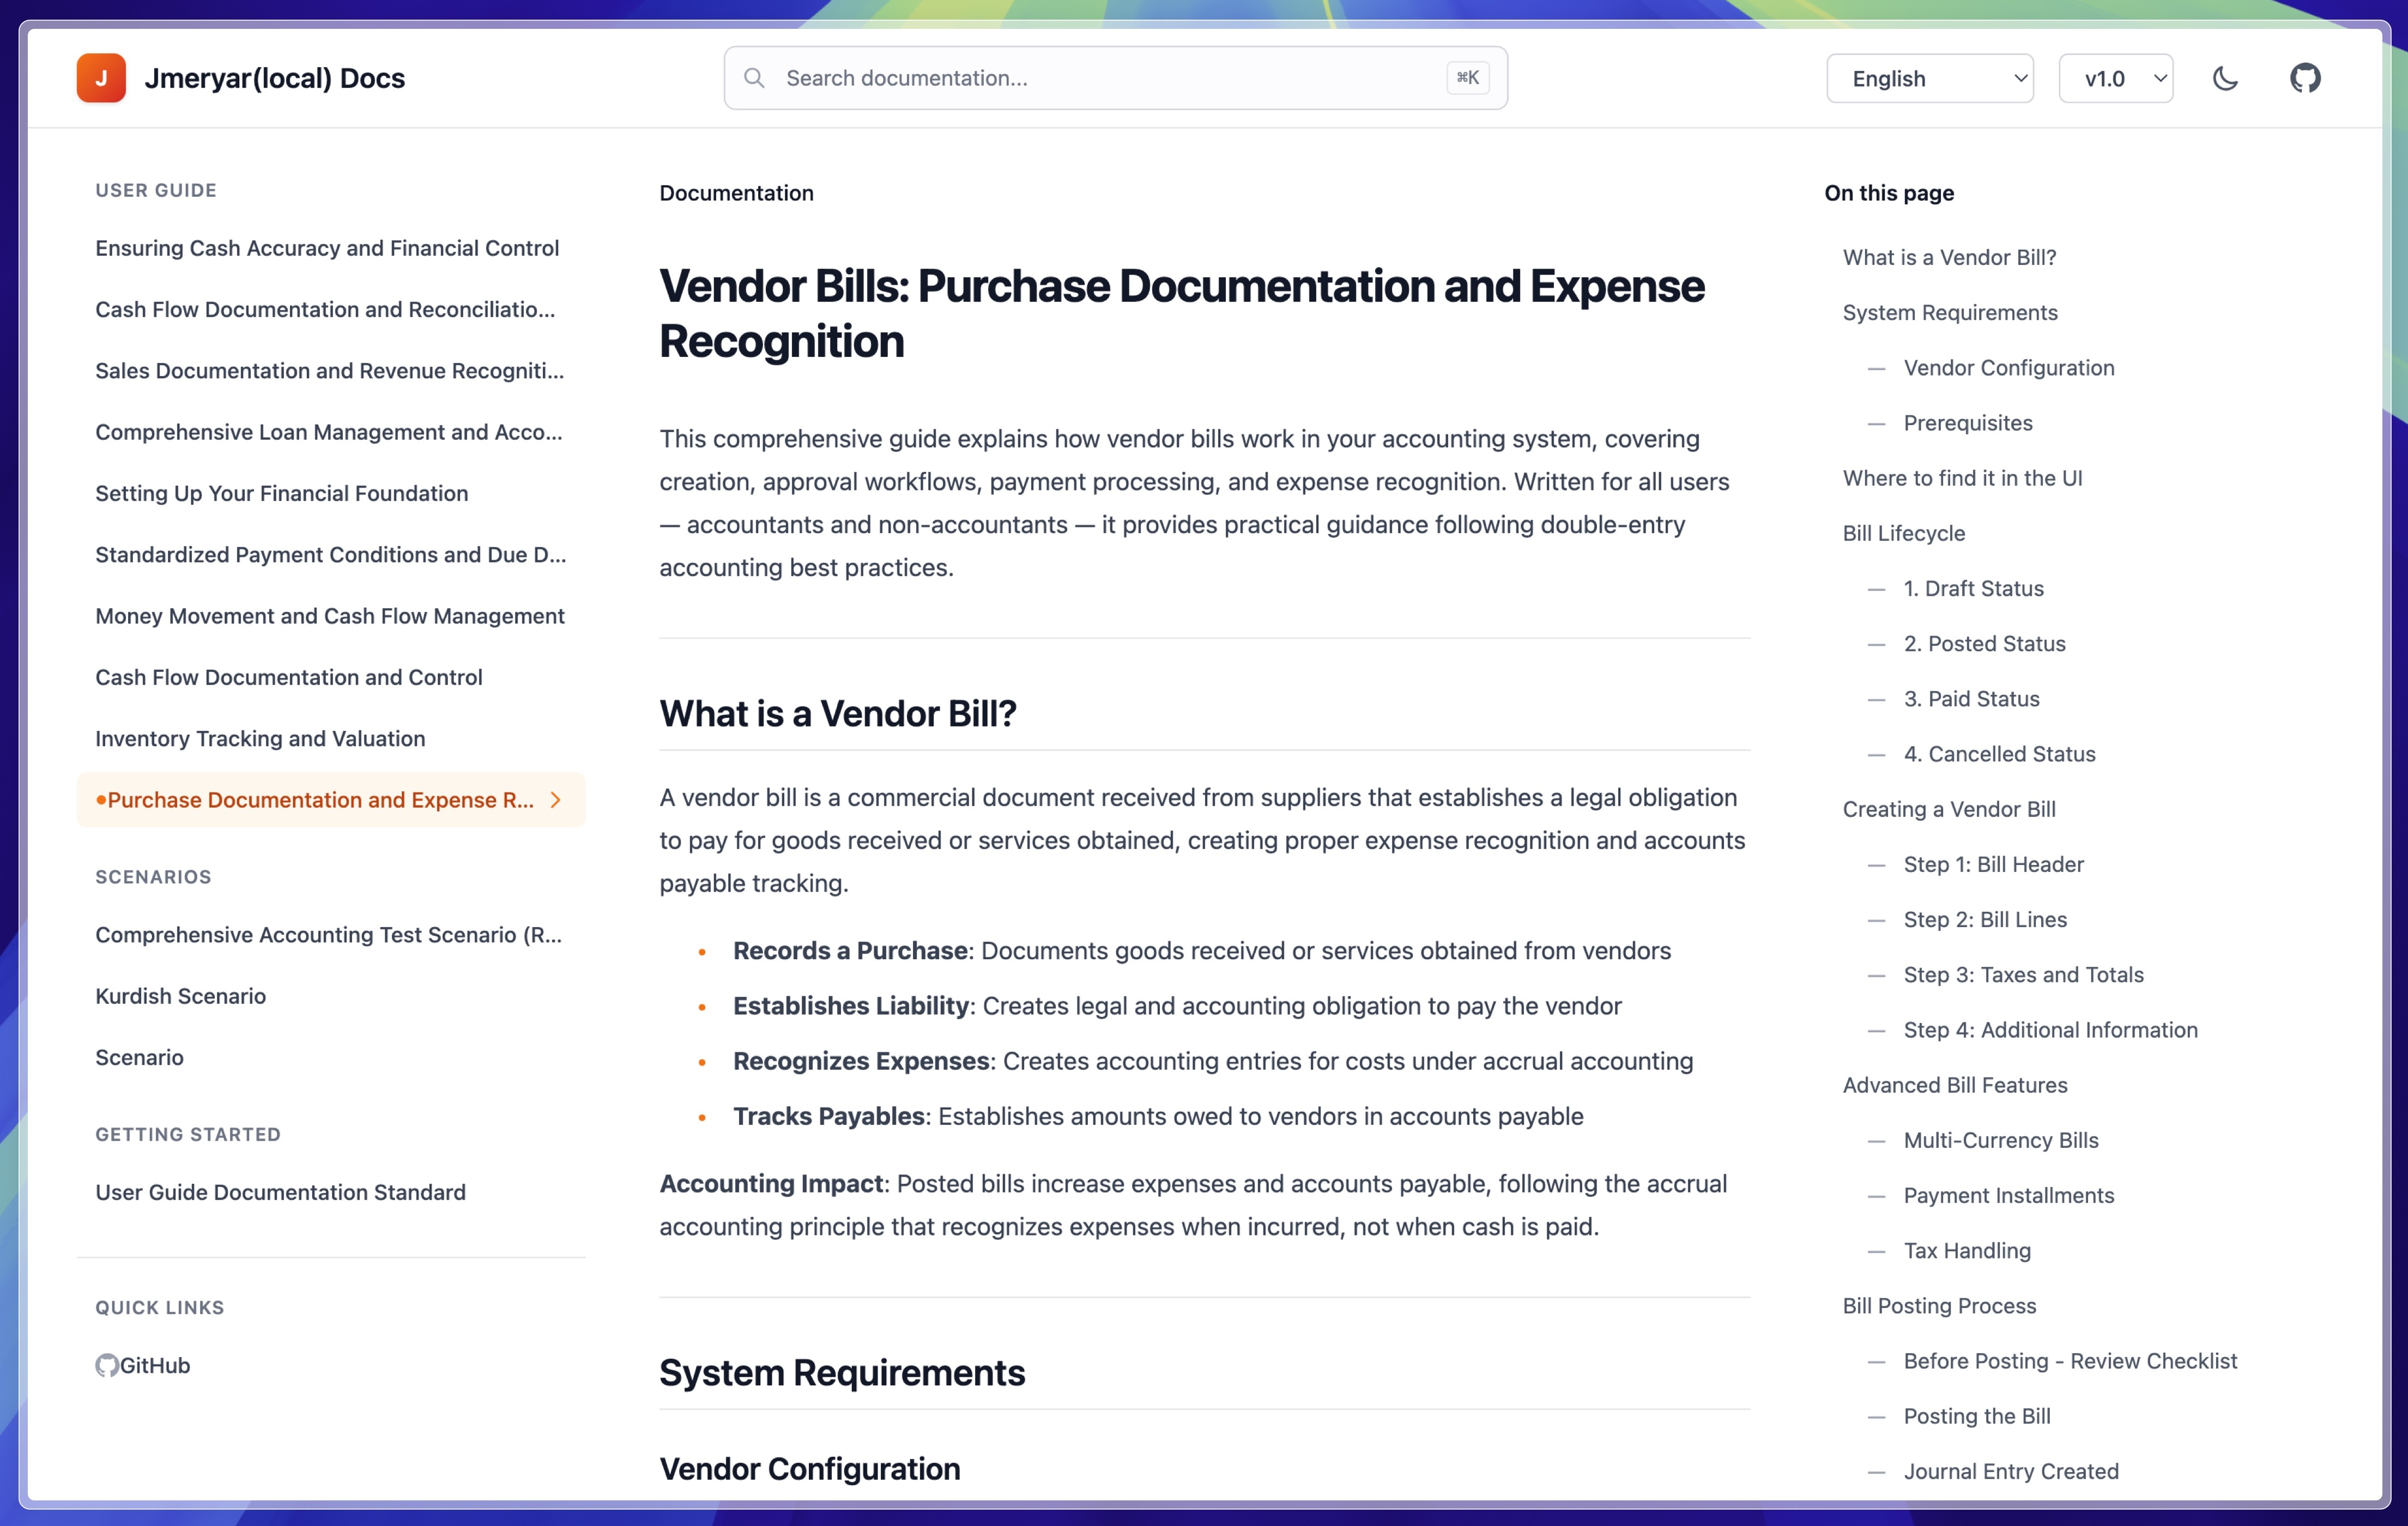 J
Jmeryar(local) Docs
Search documentation...
⌘K
English
v1.0
USER GUIDE
Ensuring Cash Accuracy and Financial Control
Cash Flow Documentation and Reconciliatio...
Sales Documentation and Revenue Recogniti...
Comprehensive Loan Management and Acco...
Setting Up Your Financial Foundation
Standardized Payment Conditions and Due D...
Money Movement and Cash Flow Management
Cash Flow Documentation and Control
Inventory Tracking and Valuation
Purchase Documentation and Expense R...
SCENARIOS
Comprehensive Accounting Test Scenario (R...
Kurdish Scenario
Scenario
GETTING STARTED
User Guide Documentation Standard
QUICK LINKS
GitHub
Documentation
Vendor Bills: Purchase Documentation and Expense
Recognition
This comprehensive guide explains how vendor bills work in your accounting system, covering
creation, approval workflows, payment processing, and expense recognition. Written for all users
— accountants and non-accountants — it provides practical guidance following double-entry
accounting best practices.
What is a Vendor Bill?
A vendor bill is a commercial document received from suppliers that establishes a legal obligation
to pay for goods received or services obtained, creating proper expense recognition and accounts
payable tracking.
• Records a Purchase: Documents goods received or services obtained from vendors
• Establishes Liability: Creates legal and accounting obligation to pay the vendor
• Recognizes Expenses: Creates accounting entries for costs under accrual accounting
• Tracks Payables: Establishes amounts owed to vendors in accounts payable
Accounting Impact: Posted bills increase expenses and accounts payable, following the accrual
accounting principle that recognizes expenses when incurred, not when cash is paid.
System Requirements
Vendor Configuration
On this page
What is a Vendor Bill?
System Requirements
— Vendor Configuration
— Prerequisites
Where to find it in the UI
Bill Lifecycle
— 1. Draft Status
— 2. Posted Status
— 3. Paid Status
— 4. Cancelled Status
Creating a Vendor Bill
— Step 1: Bill Header
— Step 2: Bill Lines
— Step 3: Taxes and Totals
— Step 4: Additional Information
Advanced Bill Features
— Multi-Currency Bills
— Payment Installments
— Tax Handling
Bill Posting Process
— Before Posting - Review Checklist
— Posting the Bill
— Journal Entry Created